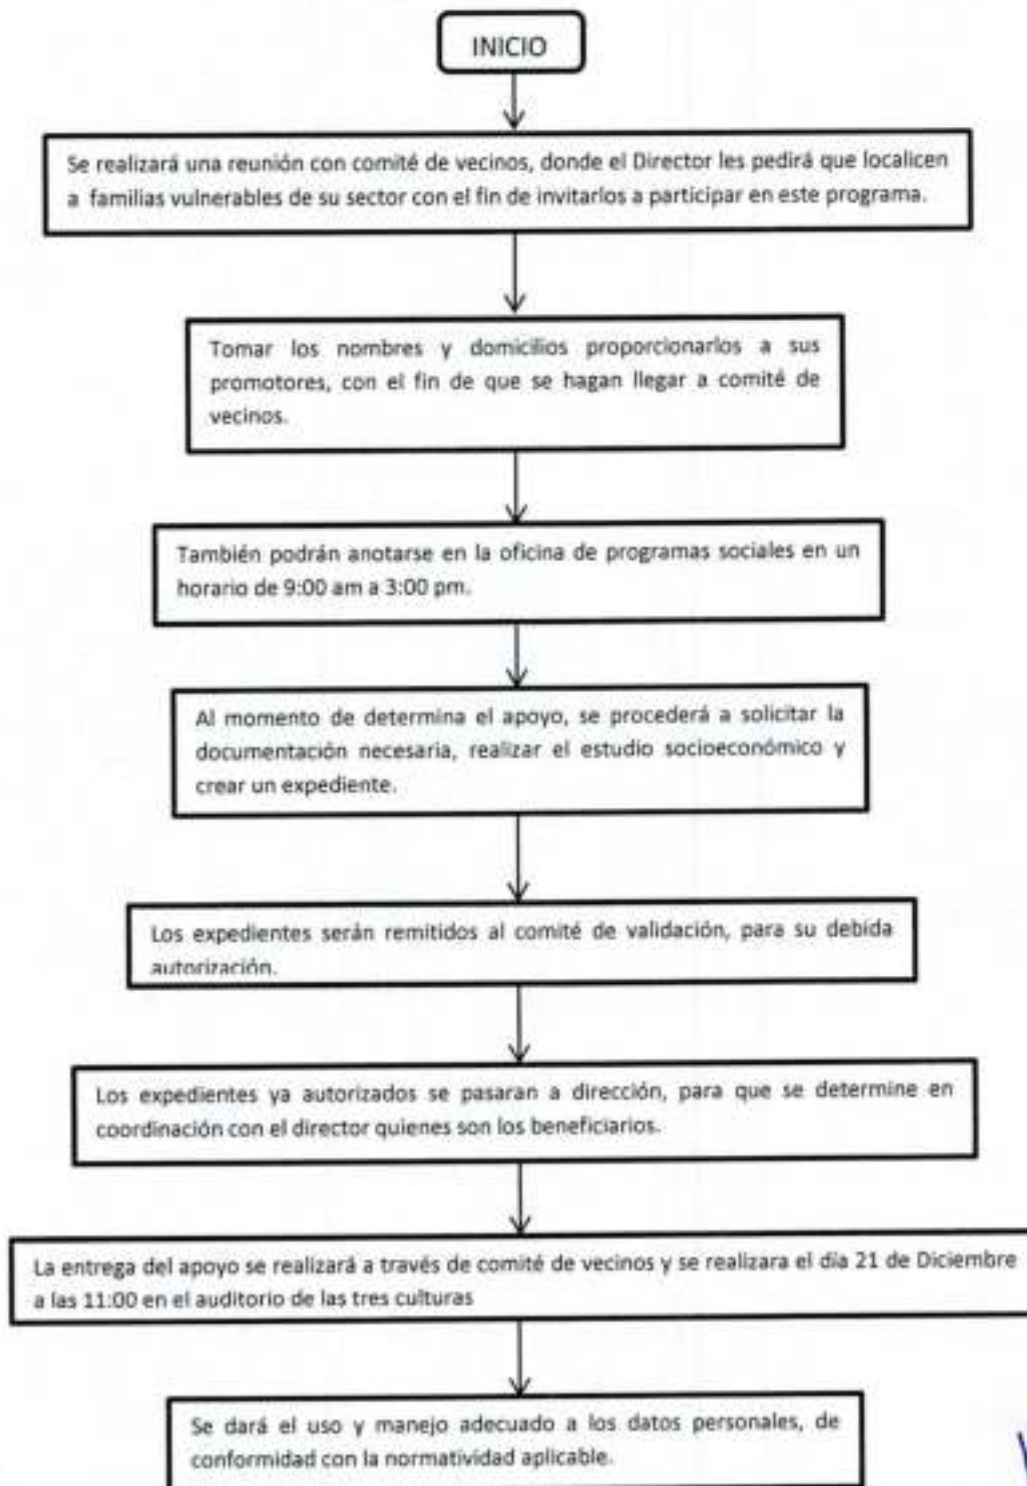 INICIO
Se realizará una reunión con comité de vecinos, donde el Director les pedirá que localicen
a familias vulnerables de su sector con el fin de invitarlos a participar en este programa.
Tomar los nombres y domicilios proporcionarlos a sus
promotores, con el fin de que se hagan llegar a comité de
vecinos.
También podrán anotarse en la oficina de programas sociales en un
horario de 9:00 am a 3:00 pm.
Al momento de determina el apoyo, se procederá a solicitar la
documentación necesaria, realizar el estudio socioeconómico y
crear un expediente.
Los expedientes serán remitidos al comité de validación, para su debida
autorización.
Los expedientes ya autorizados se pasaran a dirección, para que se determine en
coordinación con el director quienes son los beneficiarios.
La entrega del apoyo se realizará a través de comité de vecinos y se realizara el día 21 de Diciembre
a las 11:00 en el auditorio de las tres culturas
Se dará el uso y manejo adecuado a los datos personales, de
conformidad con la normatividad aplicable.